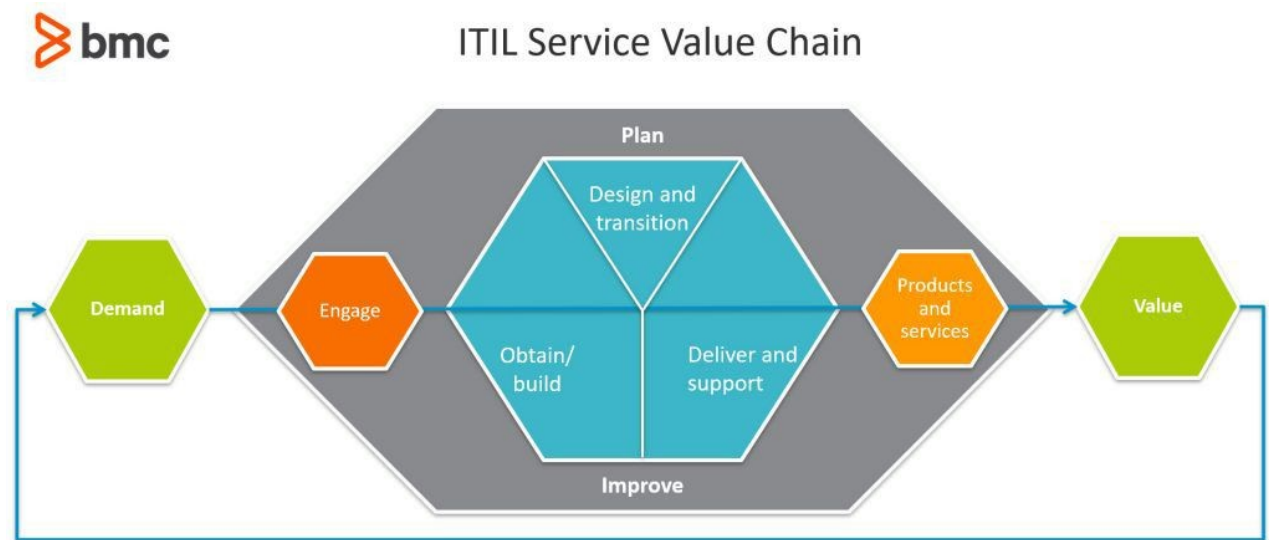 bmc
ITIL Service Value Chain
Plan
Design and
transition
Demand
Engage
Products
and
services
Value
Obtain/
build
Deliver and
support
Improve